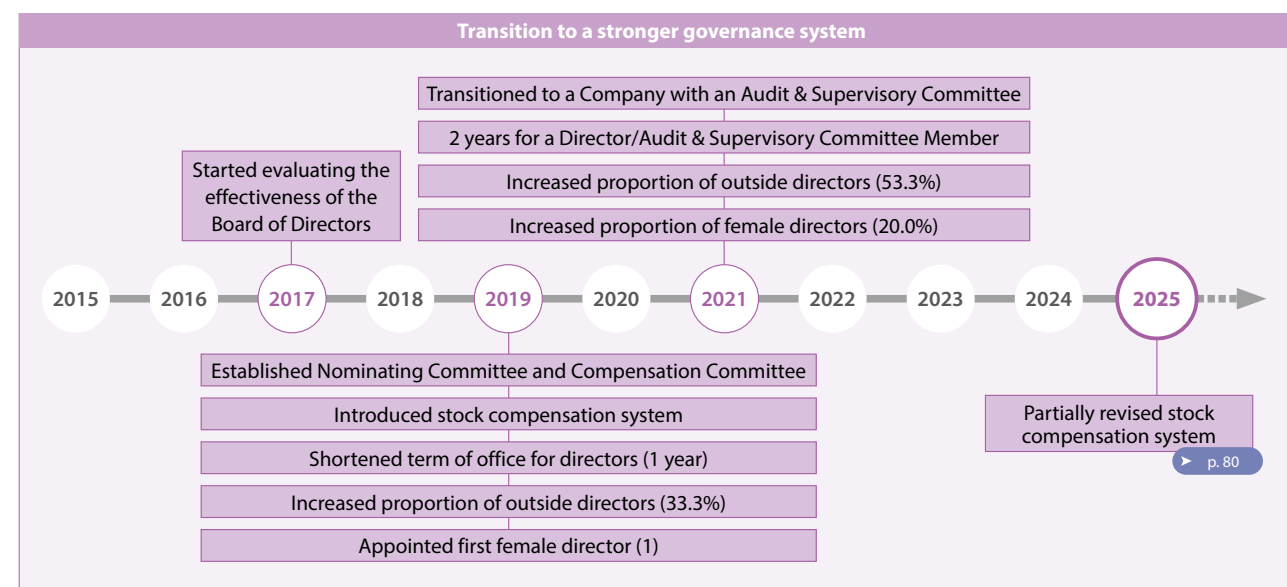 Transition to a stronger governance system
Transitioned to a Company with an Audit & Supervisory Committee
2 years for a Director/Audit & Supervisory Committee Member
Increased proportion of outside directors (53.3%)
Increased proportion of female directors (20.0%)
Started evaluating the
effectiveness of the
Board of Directors
2015 2016 2017 2018 2019 2020 2021 2022 2023 2024 2025
Established Nominating Committee and Compensation Committee
Introduced stock compensation system
Shortened term of office for directors (1 year)
Increased proportion of outside directors (33.3%)
Appointed first female director (1)
Partially revised stock
compensation system
➤ p. 80